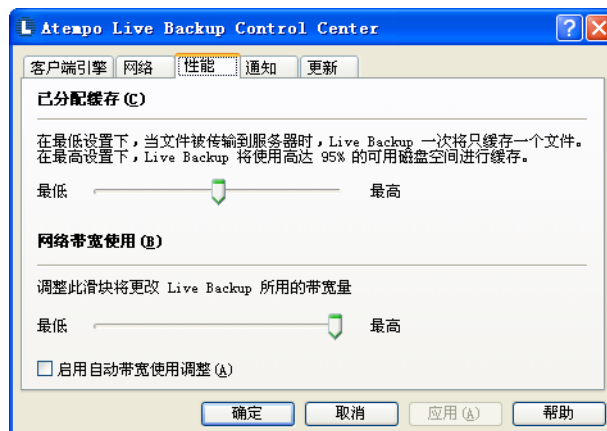 Atempo Live Backup Control Center
客户端引擎 网络 性能 通知 更新
已分配缓存(C)
在最低设置下，当文件被传输到服务器时，Live Backup 一次将只缓存一个文件。
在最高设置下，Live Backup 将使用高达 95% 的可用磁盘空间进行缓存。
最低 最高
网络带宽使用(B)
调整此滑块将更改 Live Backup 所用的带宽量
最低 最高
启用自动带宽使用调整(A)
确定 取消 应用(A) 帮助